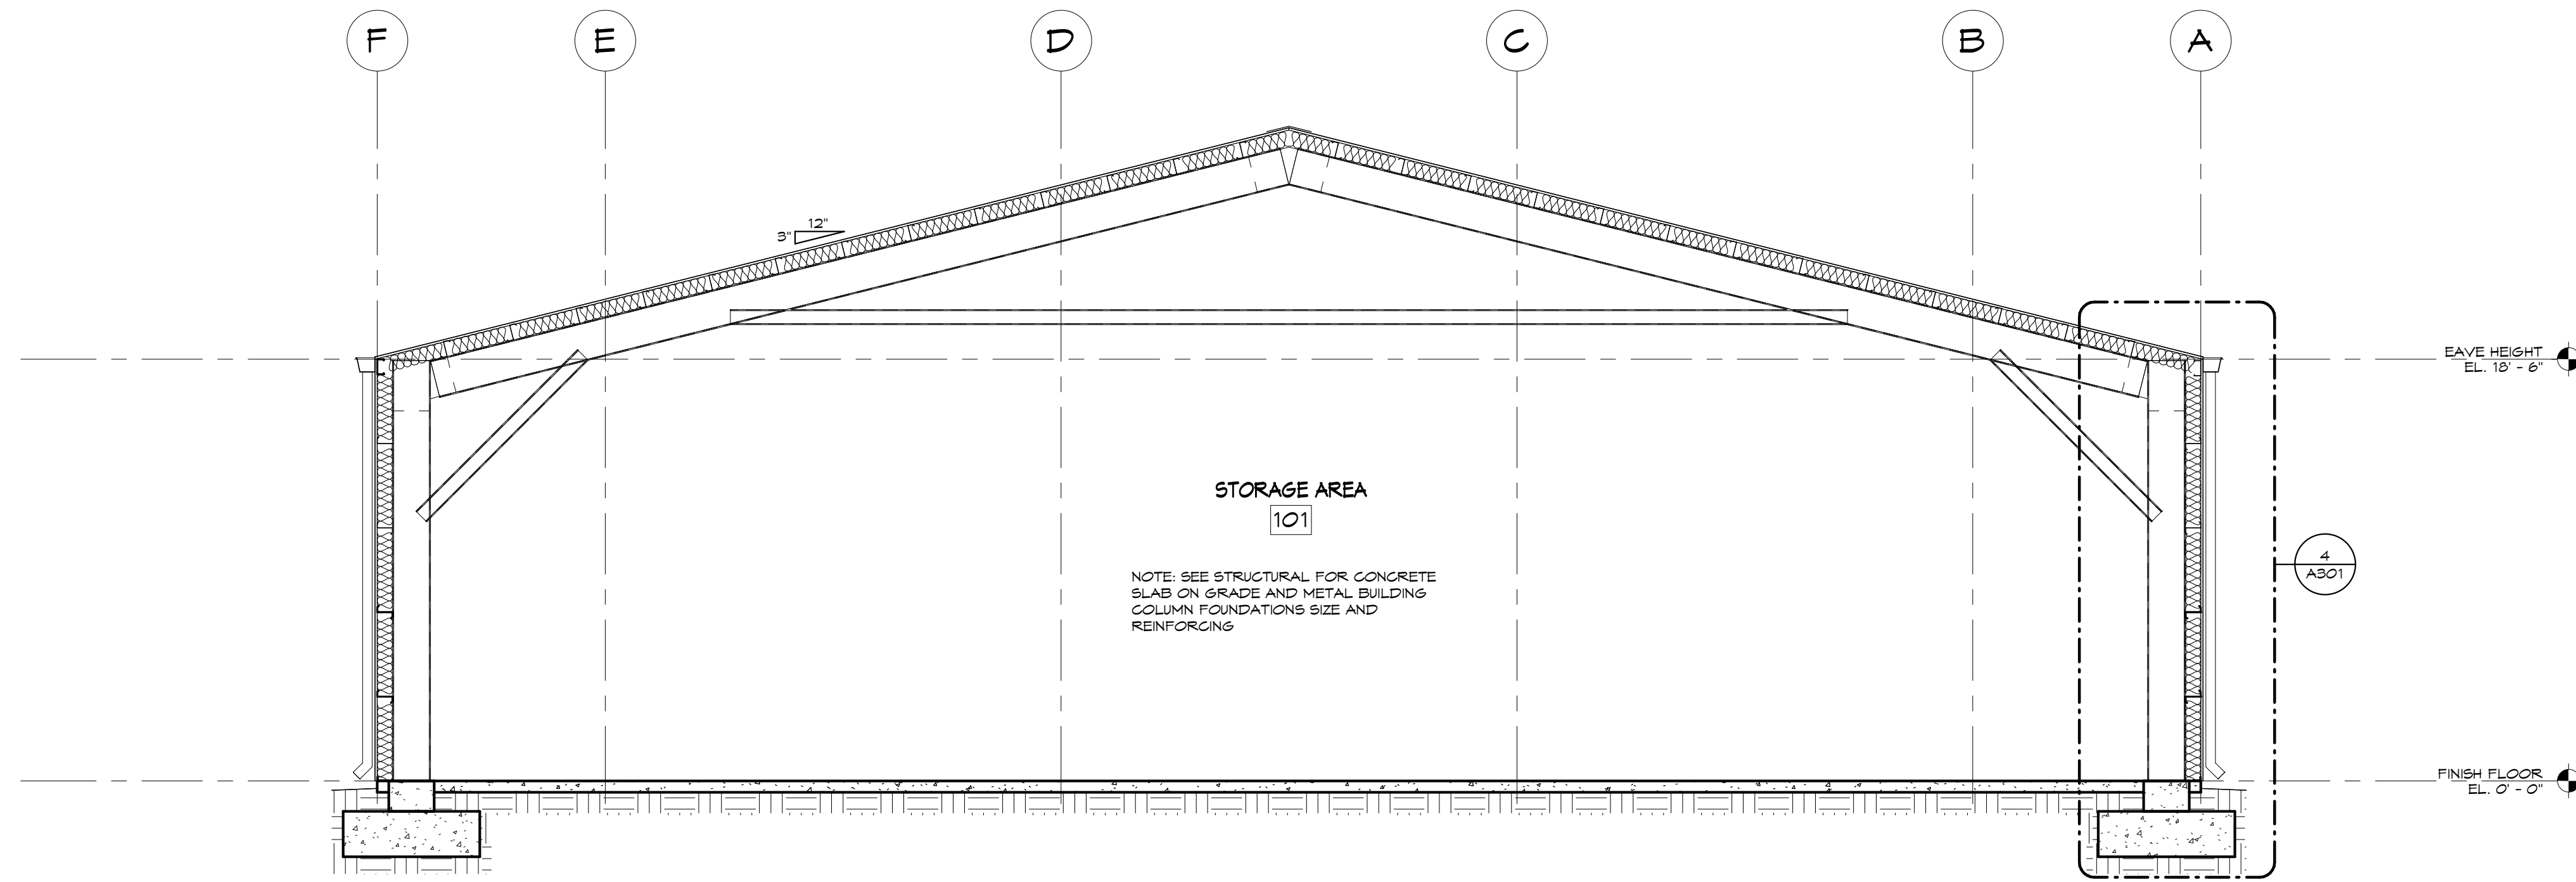 F
E
D
C
B
A
12"
3"
EAVE HEIGHT
EL. 18' - 6"
STORAGE AREA
101
NOTE: SEE STRUCTURAL FOR CONCRETE
SLAB ON GRADE AND METAL BUILDING
COLUMN FOUNDATIONS SIZE AND
REINFORCING
4
A301
FINISH FLOOR
EL. 0' - 0"